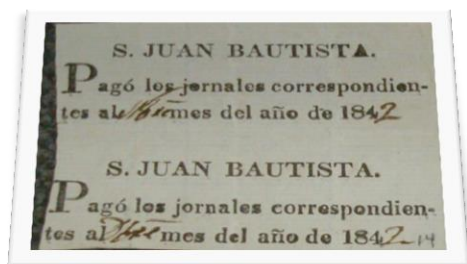 S. JUAN BAUTISTA.
Pagó los jornales correspondien-
tes al mes del año de 1842
S. JUAN BAUTISTA.
Pagó los jornales correspondien-
tes al mes del año de 1842-14